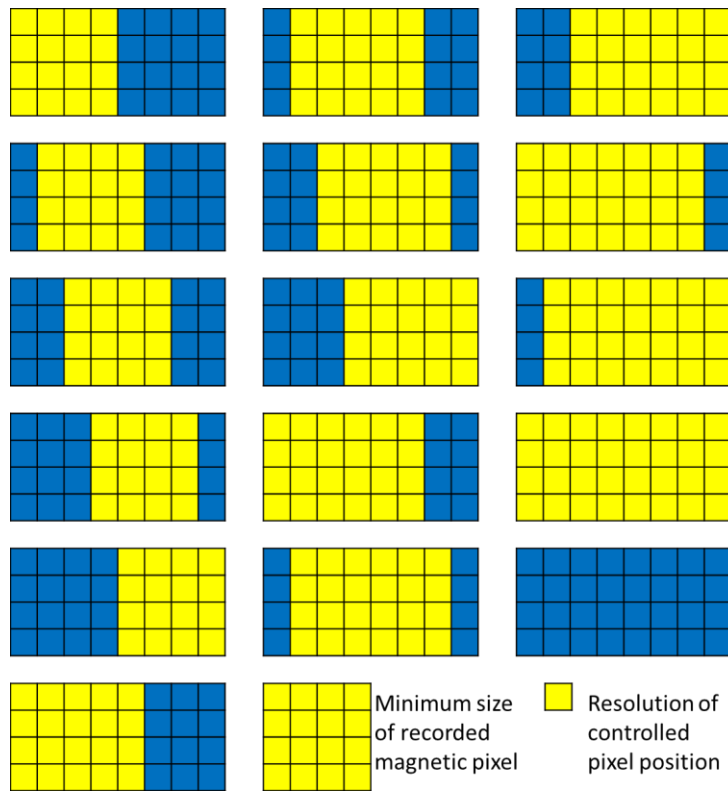 Minimum size
of recorded
magnetic pixel
Resolution of
controlled
pixel position